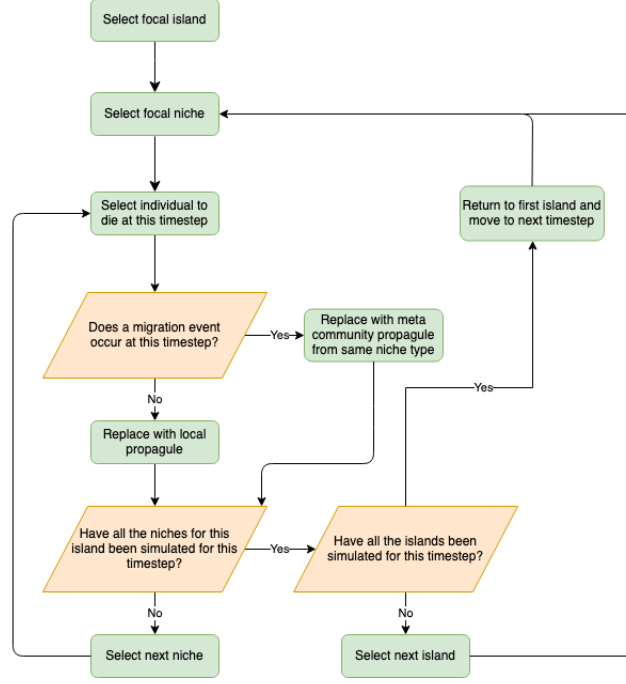 Select focal island
Select focal niche
Select individual to
die at this timestep
Return to first island and
move to next timestep
Does a migration event
occur at this timestep?
Yes
Replace with meta
community propagule
from same niche type
Yes
No
Replace with local
propagule
Have all the niches for this
island been simulated for this
timestep?
Yes
Have all the islands been
simulated for this timestep?
No
No
Select next niche
Select next island